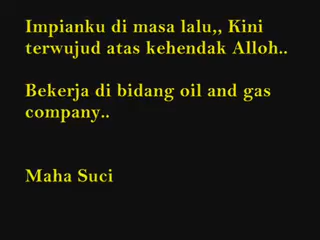 Impianku di masa lalu,, Kini
terwujud atas kehendak Alloh..
Bekerja di bidang oil and gas
company..
Maha Suci